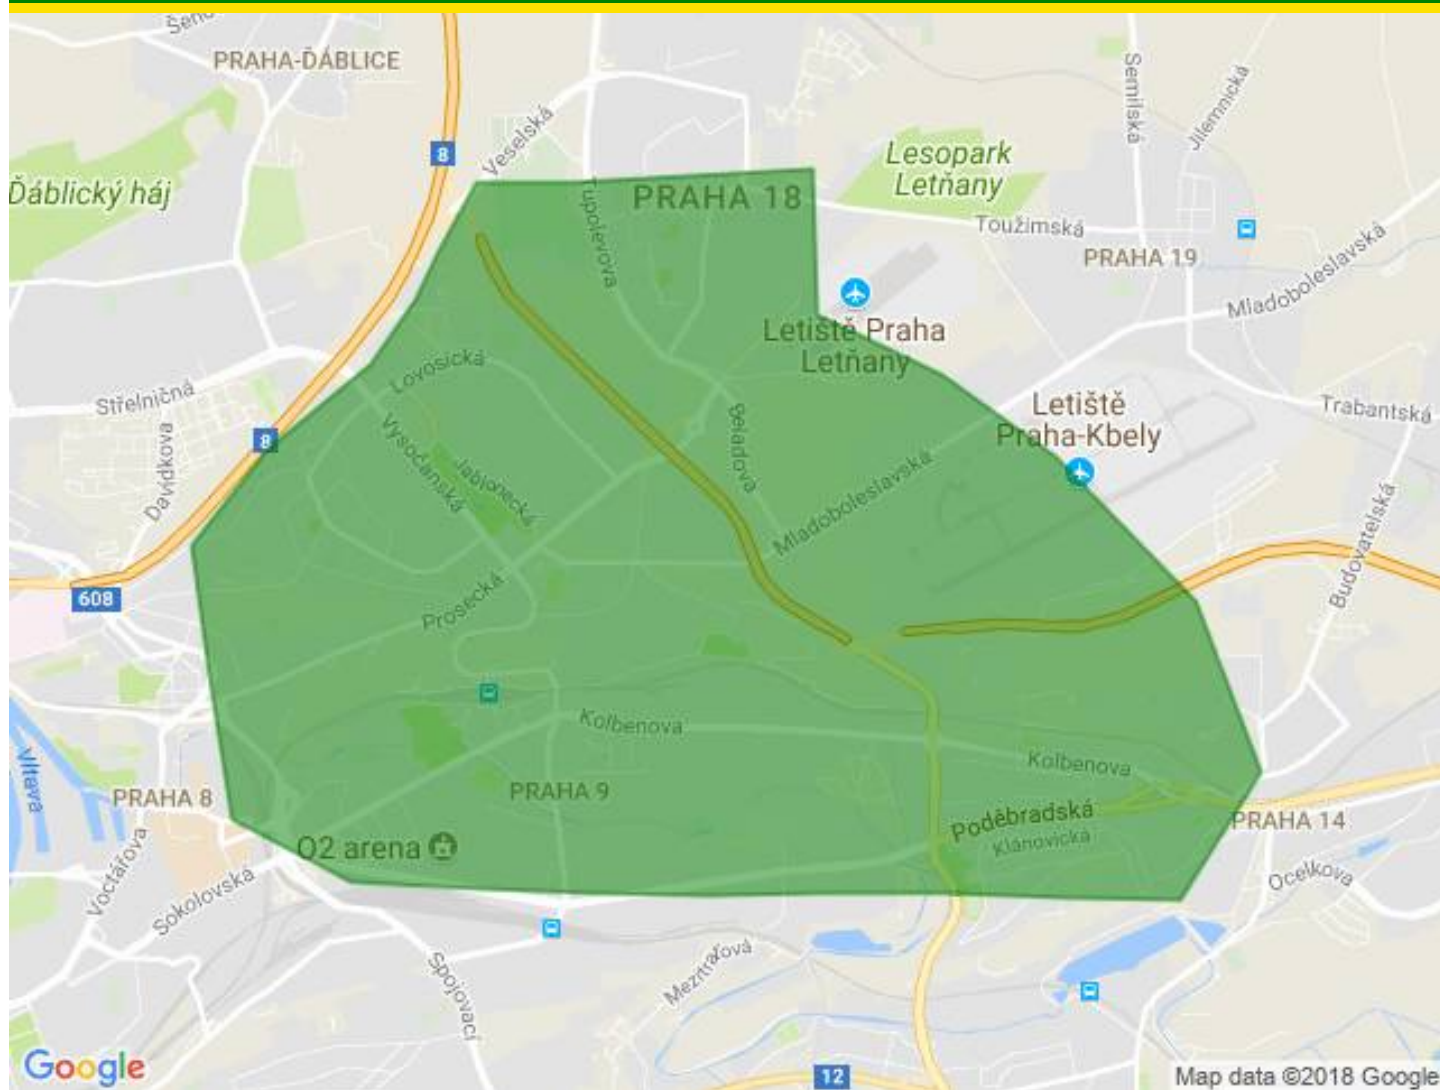 Šeno
PRAHA-ĎÁBLICE
Semilská
Jilemnická
Veselská
8
Lesopark
Letňany
Ďáblický háj
PRAHA 18
Tupolevova
Toužimská
PRAHA 19
Mladoboleslavská
Letiště Praha
Letňany
Lovosická
Střelničná
Letiště
Praha-Kbely
Trabantská
8
Davídkova
Vysočanská
Jablonecká
Beladova
Mladoboleslavská
Budovatelská
608
Prosecká
Kolbenova
Kolbenova
Vltava
PRAHA 8
PRAHA 9
Poděbradská
PRAHA 14
Klánovická
O2 arena
Voctářova
Sokolovská
Ocelkova
Spojovací
Google
12
Map data ©2018 Google